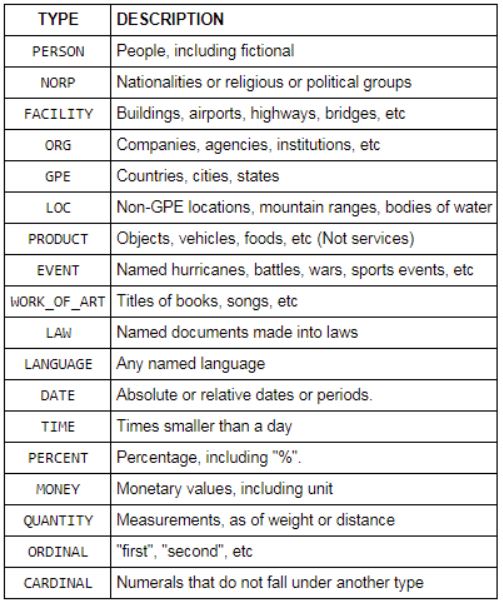 TYPE DESCRIPTION
PERSON People, including fictional
NORP Nationalities or religious or political groups
FACILITY Buildings, airports, highways, bridges, etc
ORG Companies, agencies, institutions, etc
GPE Countries, cities, states
LOC Non-GPE locations, mountain ranges, bodies of water
PRODUCT Objects, vehicles, foods, etc (Not services)
EVENT Named hurricanes, battles, wars, sports events, etc
WORK_OF_ART Titles of books, songs, etc
LAW Named documents made into laws
LANGUAGE Any named language
DATE Absolute or relative dates or periods.
TIME Times smaller than a day
PERCENT Percentage, including "%".
MONEY Monetary values, including unit
QUANTITY Measurements, as of weight or distance
ORDINAL "first", "second", etc
CARDINAL Numerals that do not fall under another type